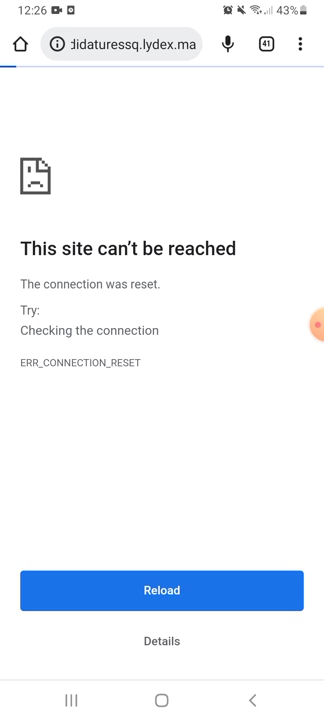 12:26
43%
didaturessq.lydex.ma
41
This site can't be reached
The connection was reset.
Try:
Checking the connection
ERR_CONNECTION_RESET
Reload
Details